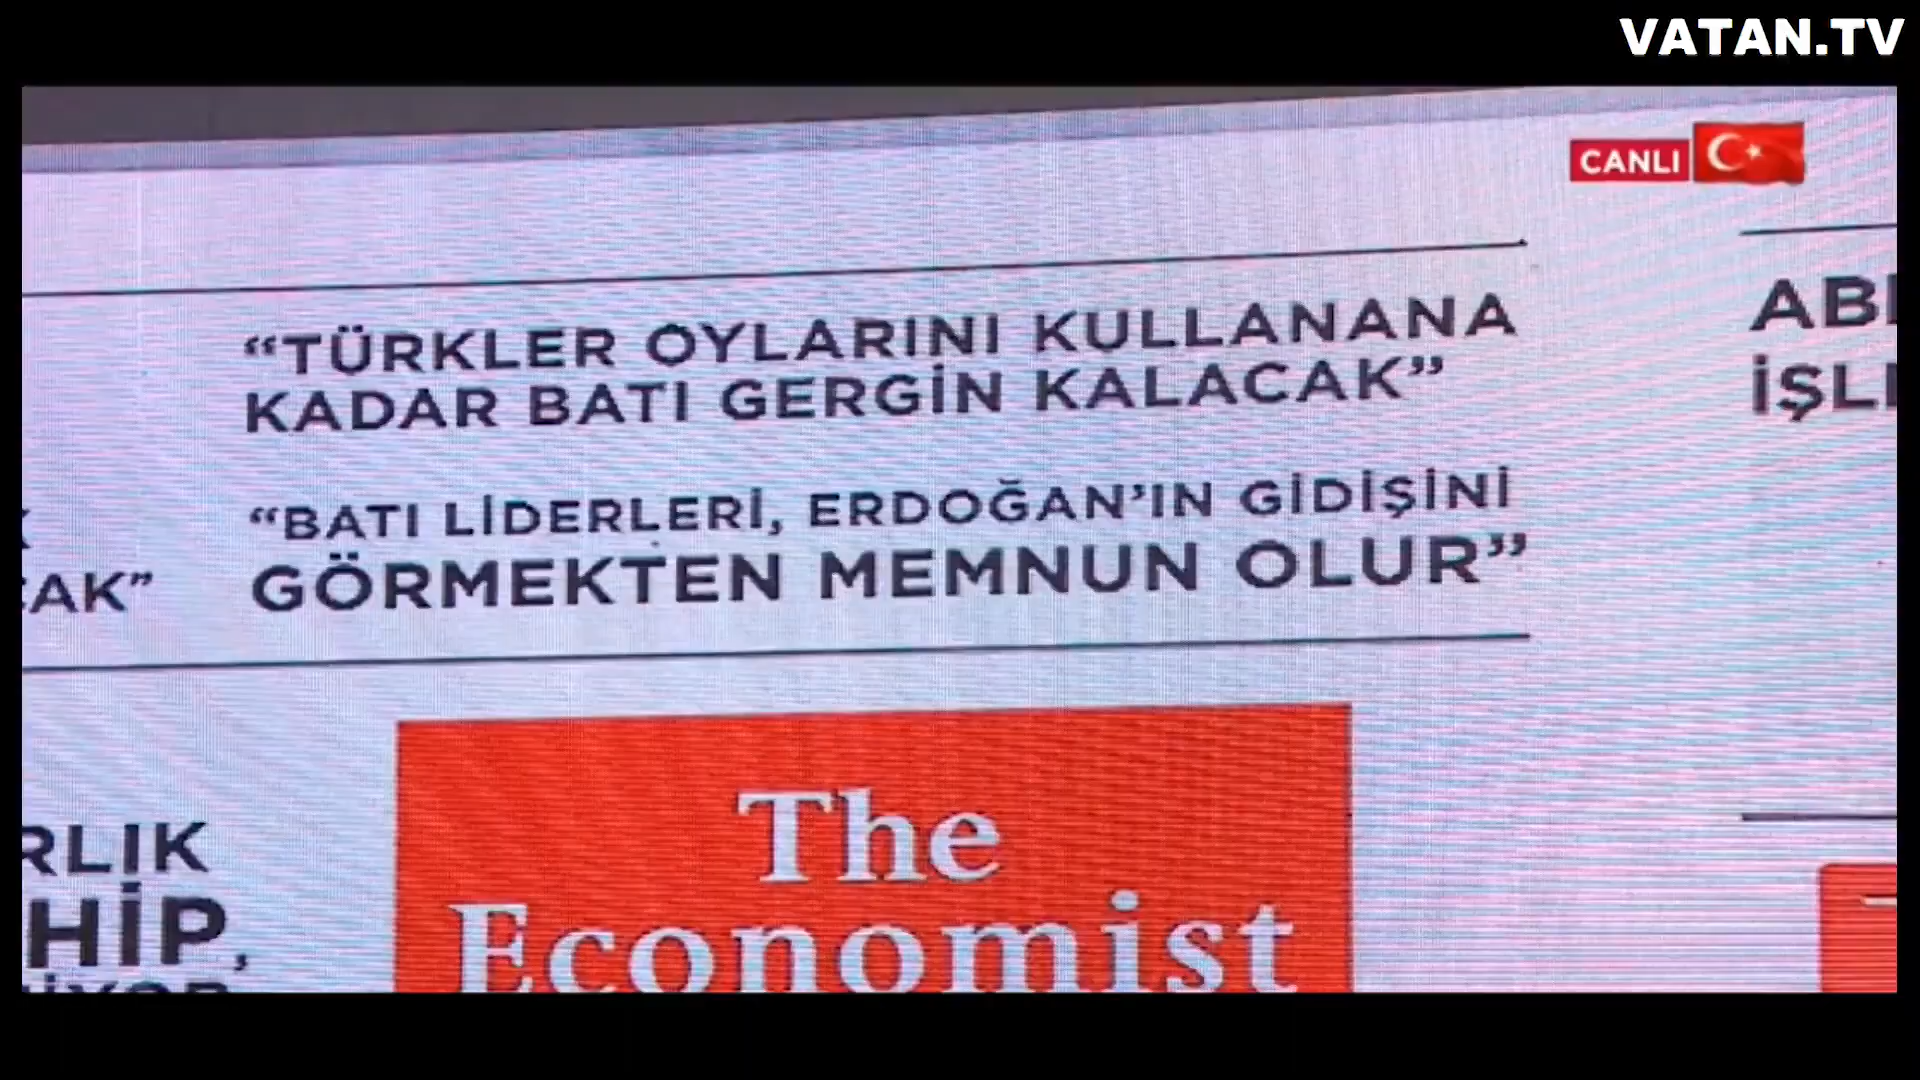 VATAN.TV
CANLI
"TÜRKLER OYLARINI KULLANANA
KADAR BATI GERGİN KALACAK"
"BATI LİDERLERİ, ERDOĞAN'IN GİDİŞİNİ
GÖRMEKTEN MEMNUN OLUR"
The
Economist